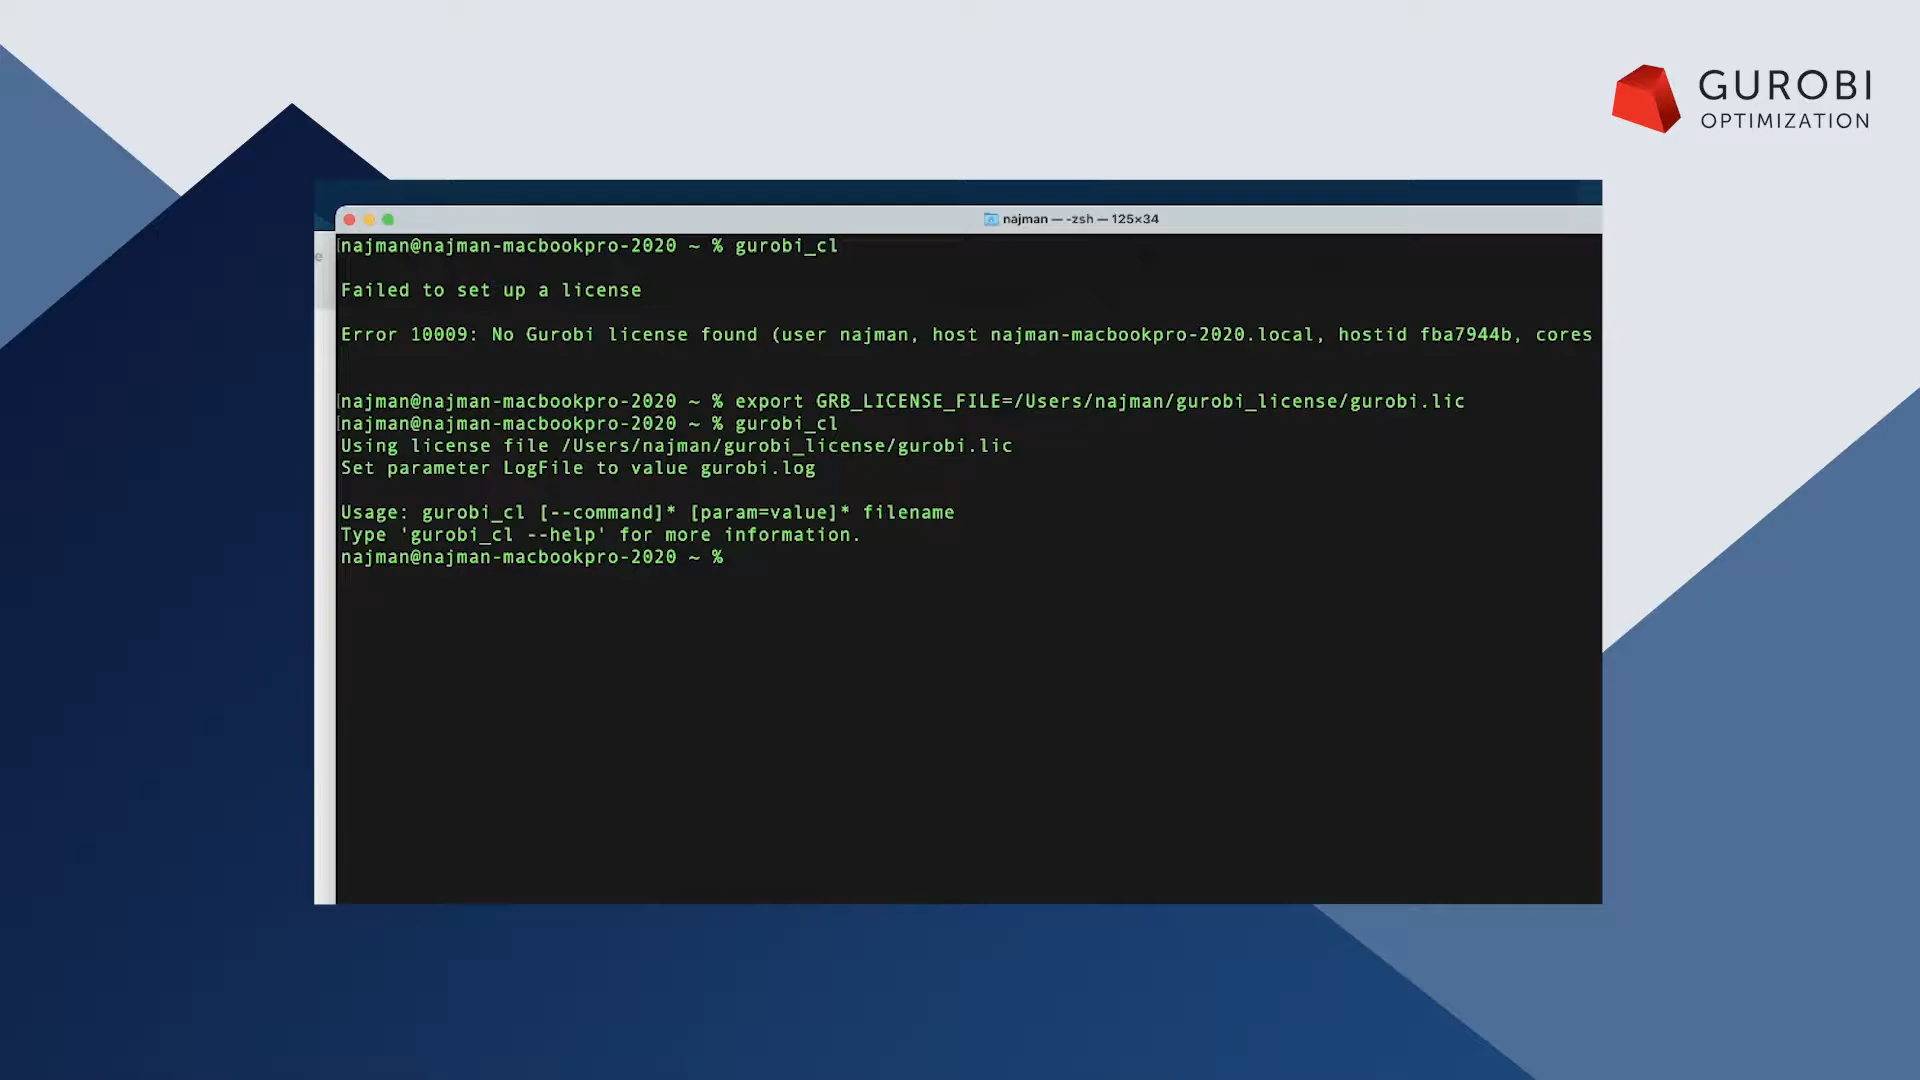 GUROBI
OPTIMIZATION
najman — -zsh — 125×34
najman@najman-macbookpro-2020 ~ % gurobi_cl
Failed to set up a license
Error 10009: No Gurobi license found (user najman, host najman-macbookpro-2020.local, hostid fba7944b, cores
najman@najman-macbookpro-2020 ~ % export GRB_LICENSE_FILE=/Users/najman/gurobi_license/gurobi.lic
najman@najman-macbookpro-2020 ~ % gurobi_cl
Using license file /Users/najman/gurobi_license/gurobi.lic
Set parameter LogFile to value gurobi.log
Usage: gurobi_cl [--command]* [param=value]* filename
Type 'gurobi_cl --help' for more information.
najman@najman-macbookpro-2020 ~ %